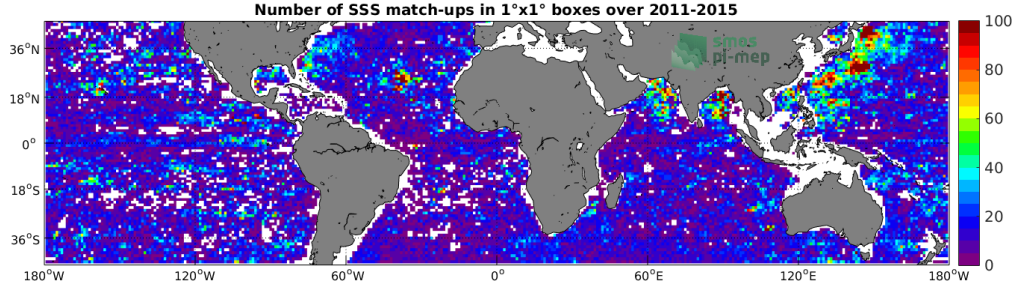 Number of SSS match-ups in 1°x1° boxes over 2011-2015
smos
pi-mep
36°N
18°N
0°
18°S
36°S
180°W
120°W
60°W
0°
60°E
120°E
180°W
100
80
60
40
20
0